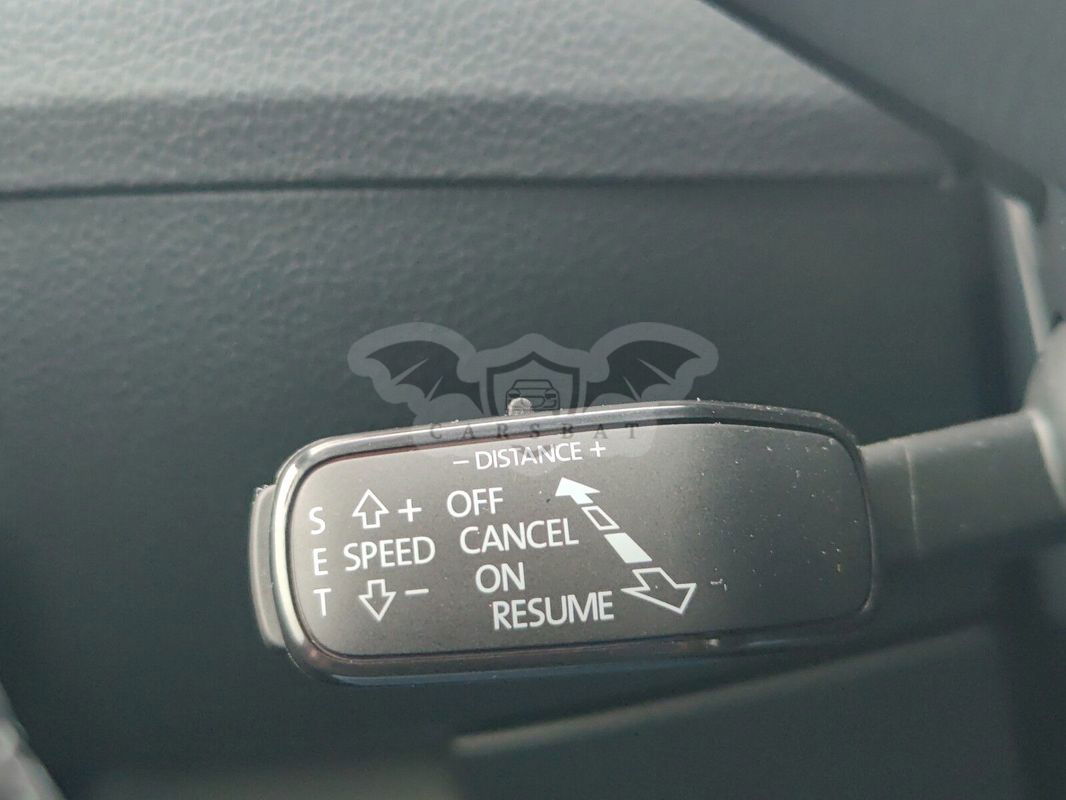 CARSBAT
– DISTANCE +
S + OFF
E SPEED CANCEL
T – ON
RESUME